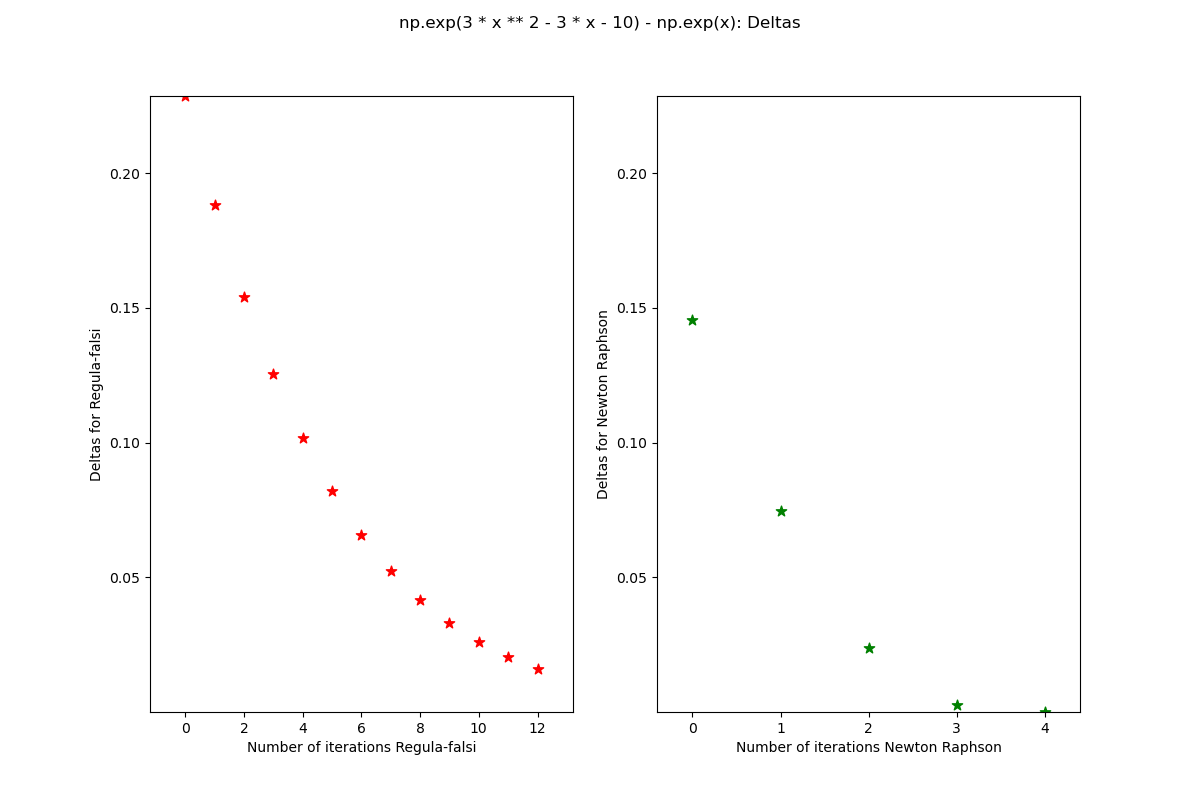 np.exp(3 * x ** 2 - 3 * x - 10) - np.exp(x): Deltas
Deltas for Regula-falsi
0.20
0.15
0.10
0.05
0 2 4 6 8 10 12
Number of iterations Regula-falsi
Deltas for Newton Raphson
0.20
0.15
0.10
0.05
0 1 2 3 4
Number of iterations Newton Raphson